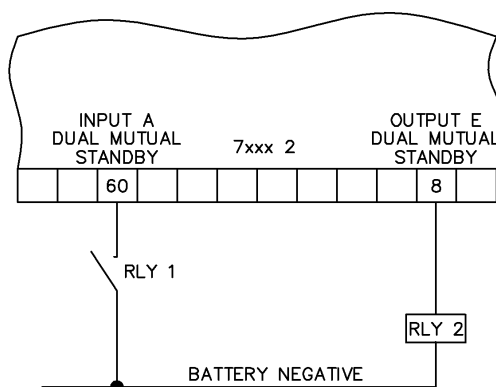 INPUT A
DUAL MUTUAL
STANDBY
7xxx 2
OUTPUT E
DUAL MUTUAL
STANDBY
60
8
RLY 1
RLY 2
BATTERY NEGATIVE